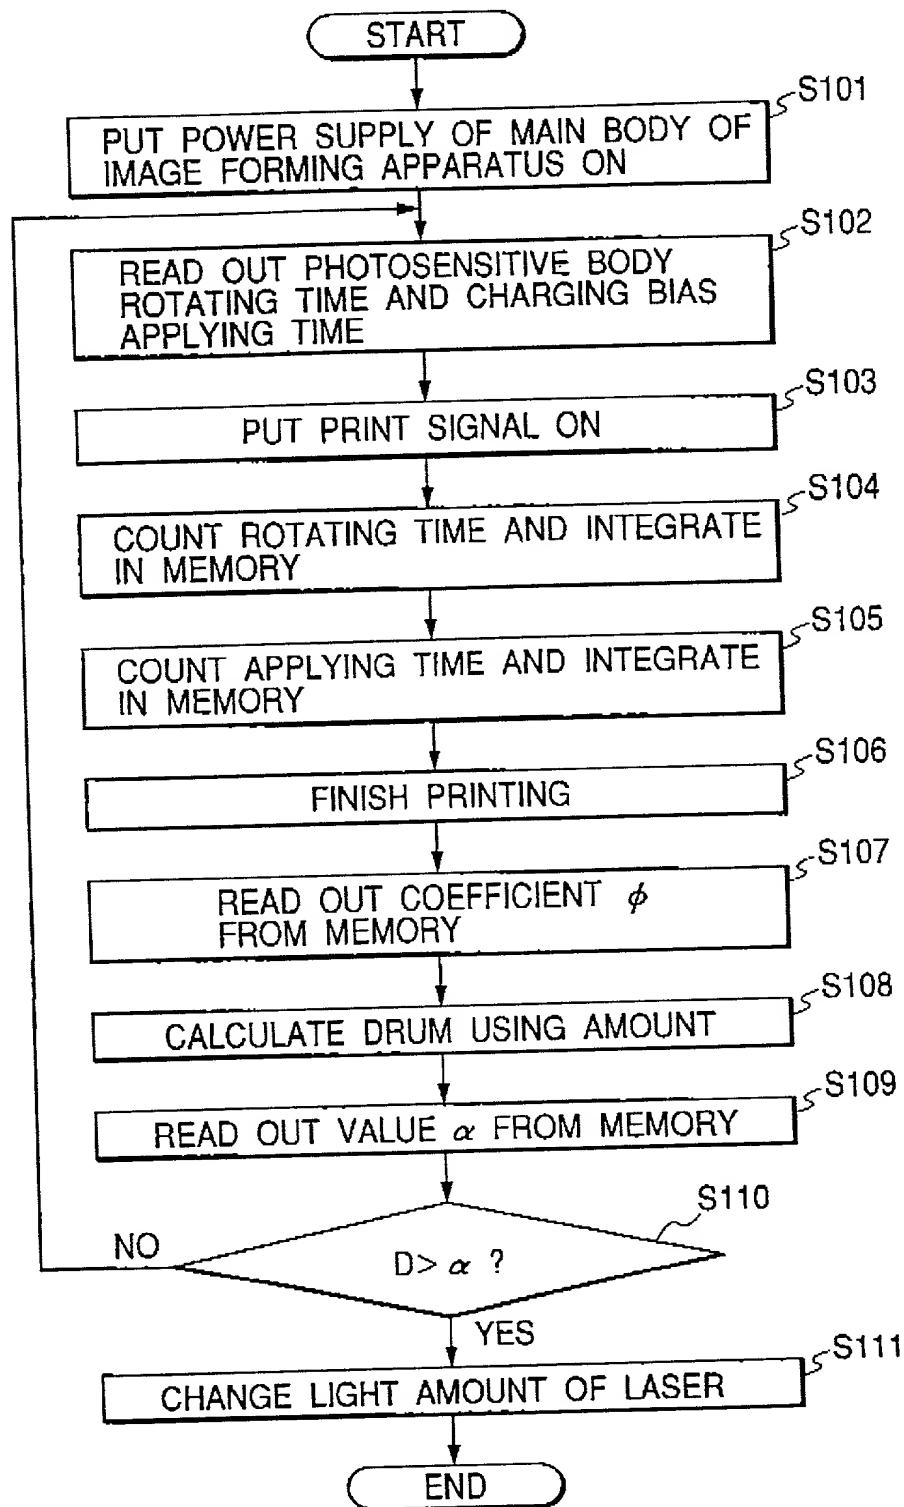 START
S101
PUT POWER SUPPLY OF MAIN BODY OF
IMAGE FORMING APPARATUS ON
S102
READ OUT PHOTOSENSITIVE BODY
ROTATING TIME AND CHARGING BIAS
APPLYING TIME
S103
PUT PRINT SIGNAL ON
S104
COUNT ROTATING TIME AND INTEGRATE
IN MEMORY
S105
COUNT APPLYING TIME AND INTEGRATE
IN MEMORY
S106
FINISH PRINTING
S107
READ OUT COEFFICIENT ϕ
FROM MEMORY
S108
CALCULATE DRUM USING AMOUNT
S109
READ OUT VALUE α FROM MEMORY
S110
NO
D> α ?
YES
S111
CHANGE LIGHT AMOUNT OF LASER
END